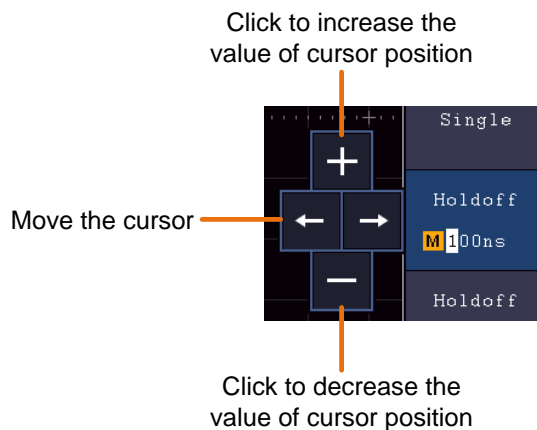 Click to increase the
value of cursor position
Single
Holdoff
Move the cursor
M 100ns
Holdoff
Click to decrease the
value of cursor position